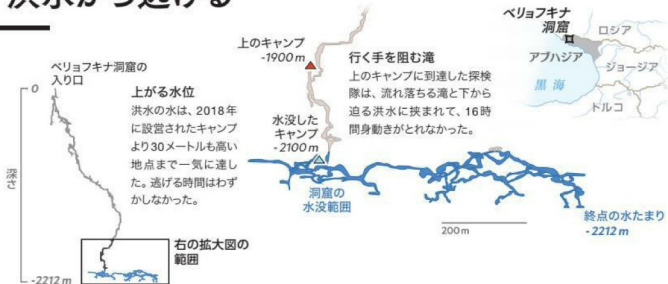 洪水から逃げる
ベリョフキナ洞窟の
入り口
0
深さ
-2212 m
上がる水位
洪水の水は、2018年
に設営されたキャンプ
より30メートルも高い
地点まで一気に達し
た。逃げる時間はわず
かしなかった。
右の拡大図の
範囲
上のキャンプ
-1900 m
行く手を阻む滝
上のキャンプに到達した探検
隊は、流れ落ちる滝と下から
迫る洪水に挟まれて、16時
間身動きがとれなかった。
水没した
キャンプ
-2100 m
洞窟の
水没範囲
200 m
終点の水たまり
-2212 m
ベリョフキナ
洞窟
ロシア
アブハジア
ジョージア
黒 海
トルコ